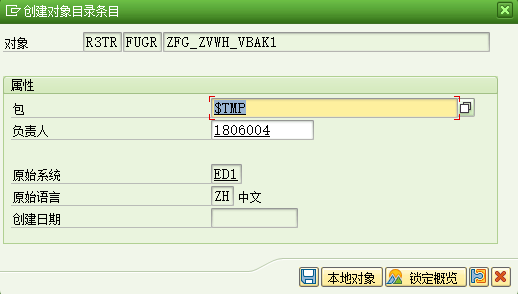 创建对象目录条目
对象 R3TR FUGR ZFG_ZVWH_VBAK1
属性
包 $TMP
负责人 1806004
原始系统 ED1
原始语言 ZH 中文
创建日期
本地对象 锁定概览